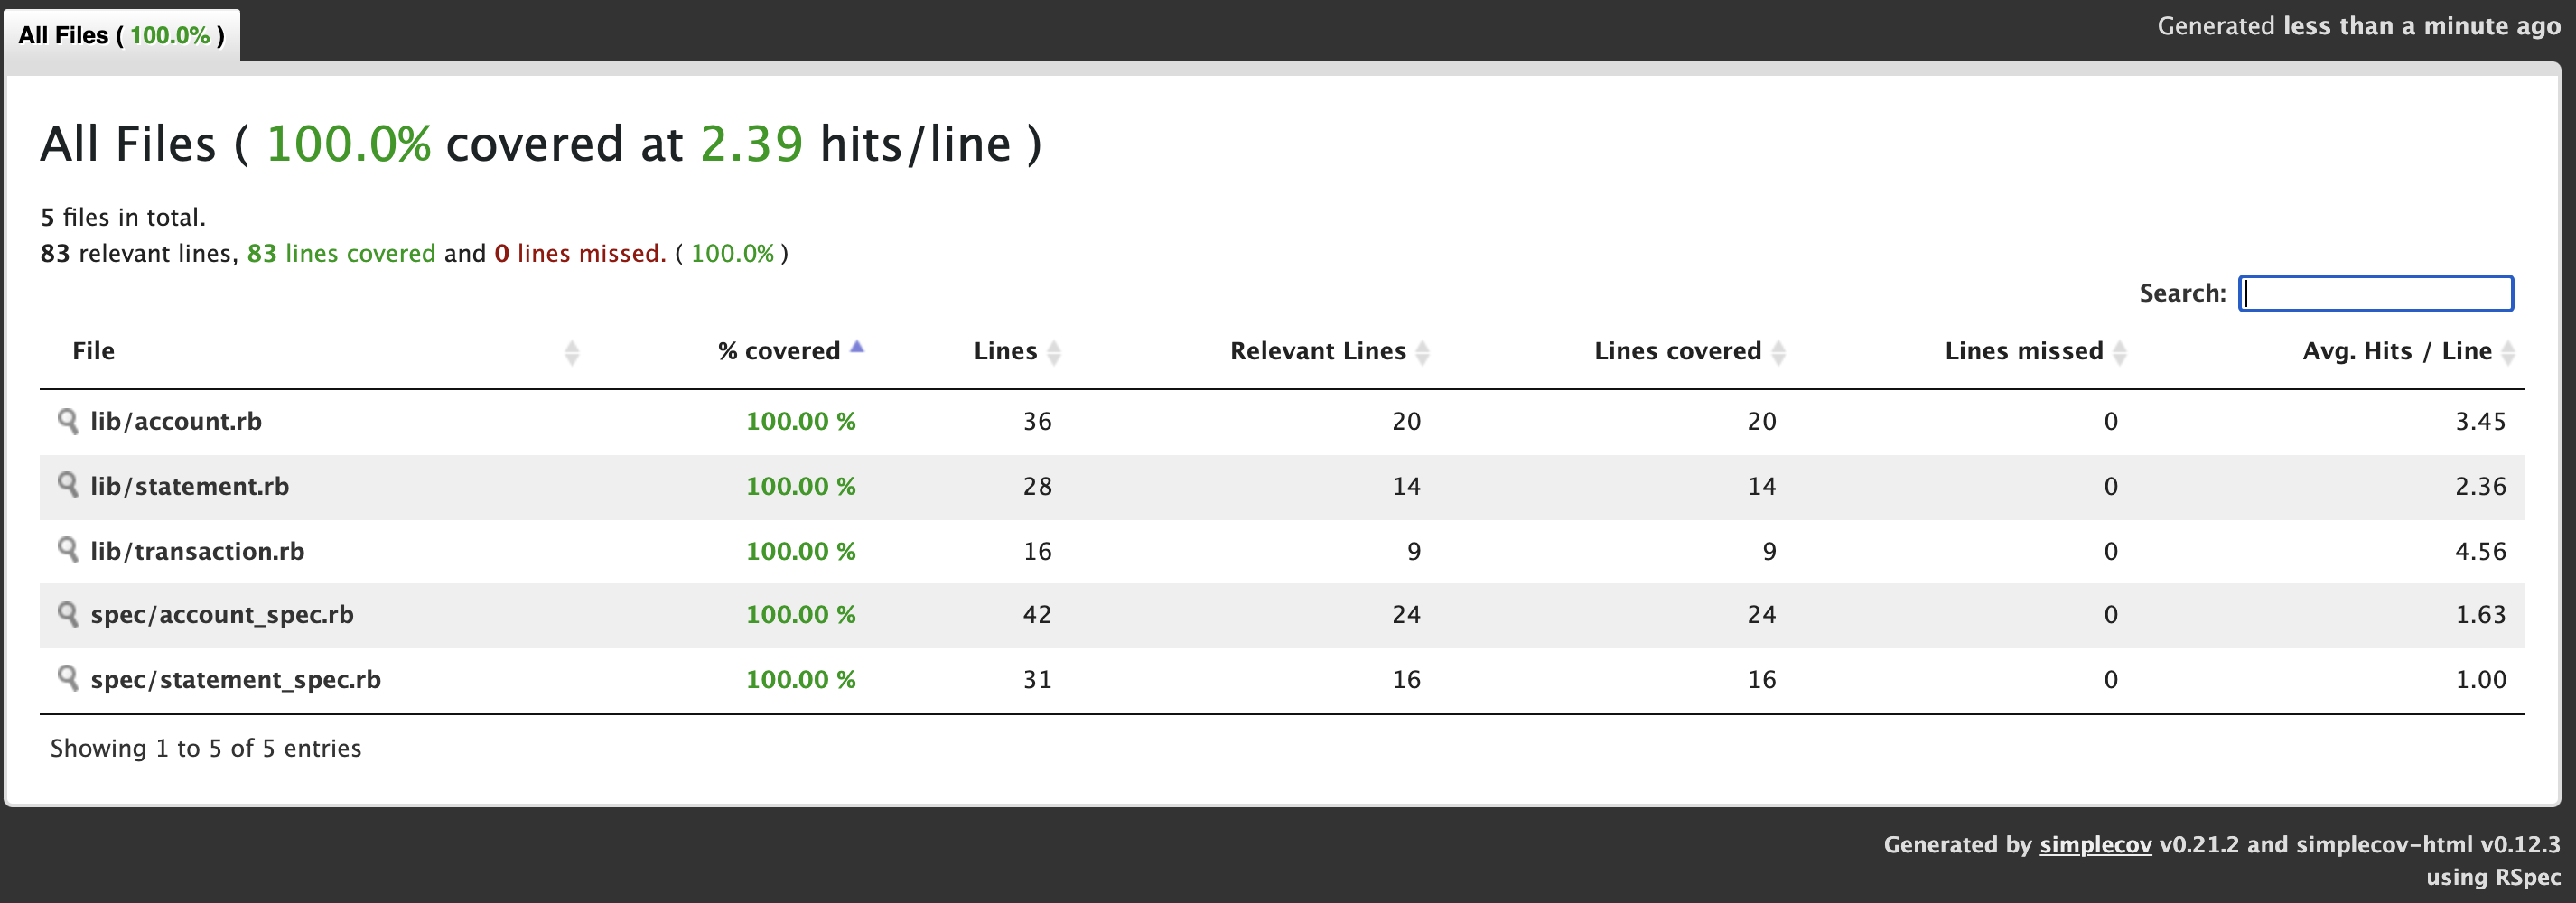 All Files ( 100.0% )
Generated less than a minute ago
All Files ( 100.0% covered at 2.39 hits/line )
5 files in total.
83 relevant lines, 83 lines covered and 0 lines missed. ( 100.0% )
Search:
File % covered Lines Relevant Lines Lines covered Lines missed Avg. Hits / Line
lib/account.rb 100.00 % 36 20 20 0 3.45
lib/statement.rb 100.00 % 28 14 14 0 2.36
lib/transaction.rb 100.00 % 16 9 9 0 4.56
spec/account_spec.rb 100.00 % 42 24 24 0 1.63
spec/statement_spec.rb 100.00 % 31 16 16 0 1.00
Showing 1 to 5 of 5 entries
Generated by simplecov v0.21.2 and simplecov-html v0.12.3
using RSpec